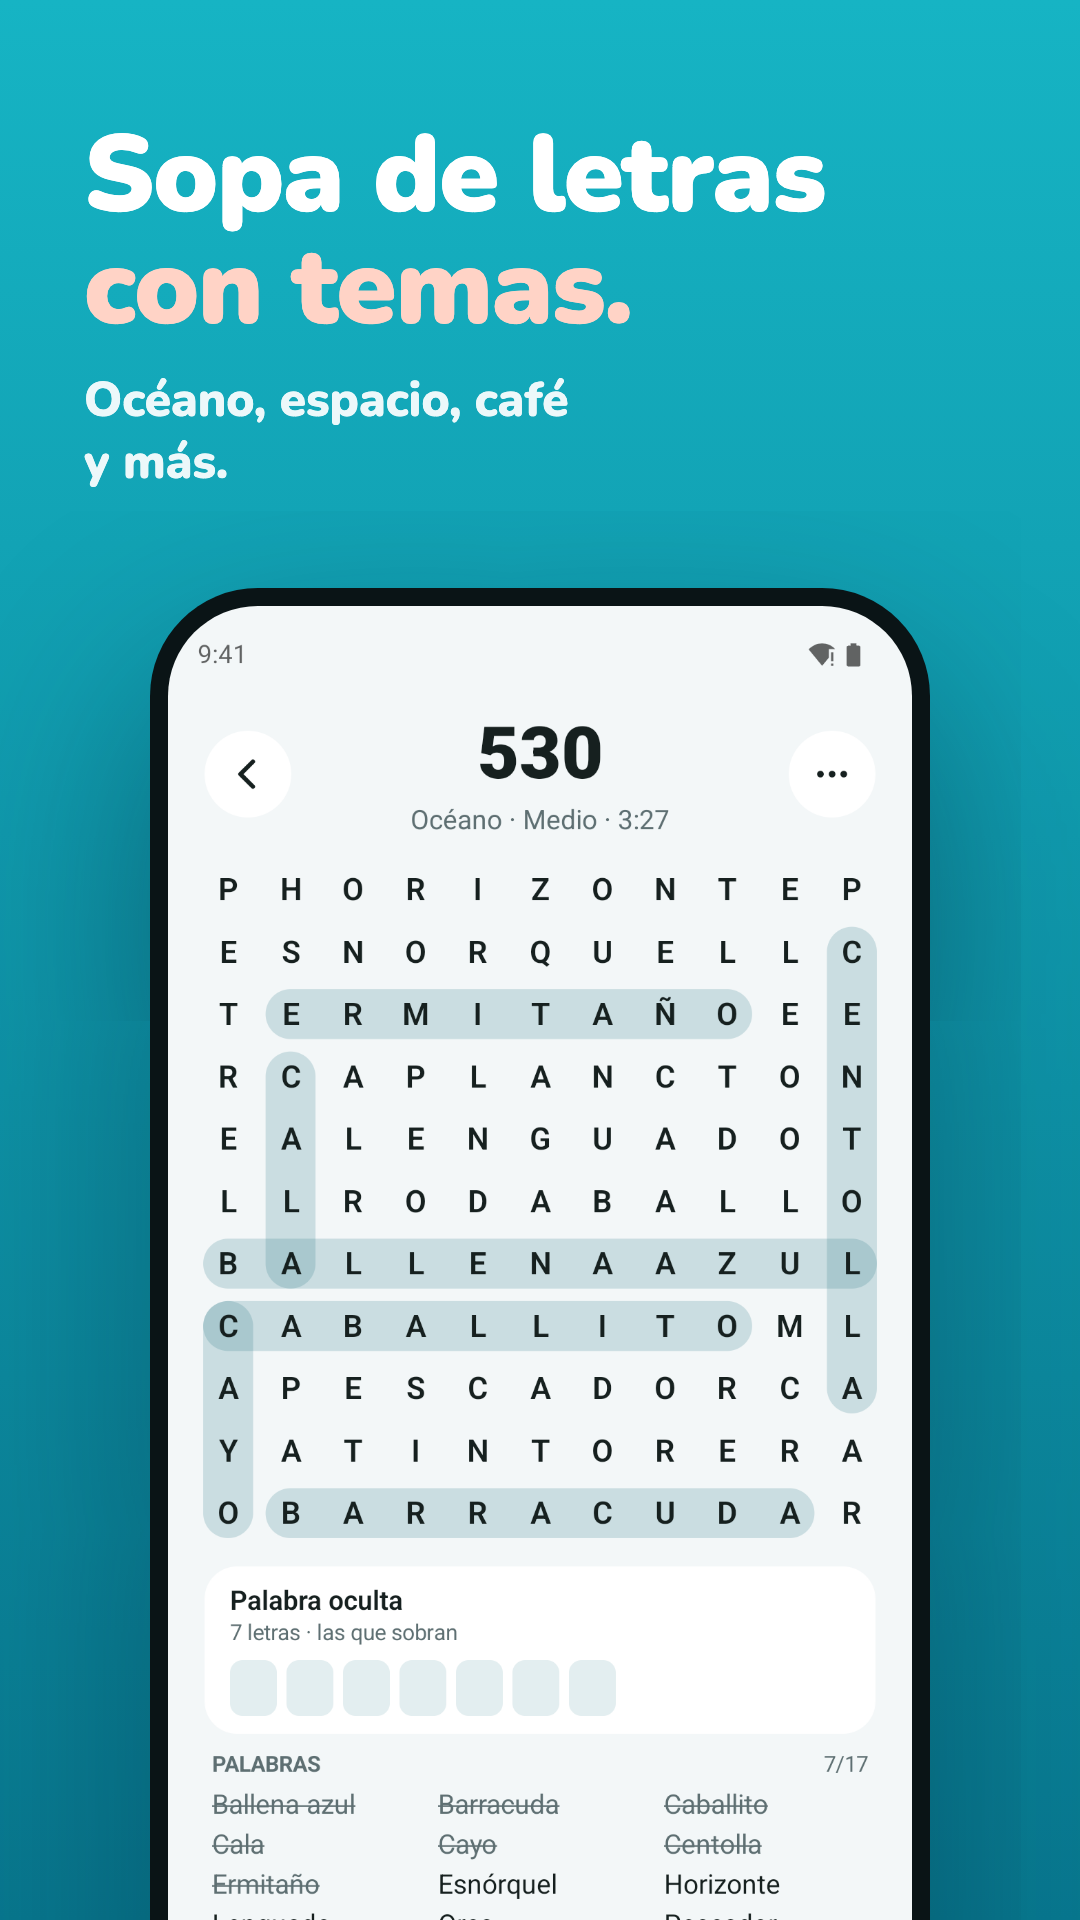 Sopa de letras
con temas.
Océano, espacio, café
y más.
9:41
530
Océano · Medio · 3:27
P H O R I Z O N T E P
E S N O R Q U E L L C
T E R M I T A Ñ O E E
R C A P L A N C T O N
E A L E N G U A D O T
L L R O D A B A L L O
B A L L E N A A Z U L
C A B A L L I T O M L
A P E S C A D O R C A
Y A T I N T O R E R A
O B A R R A C U D A R
Palabra oculta
7 letras · las que sobran
PALABRAS 7/17
Ballena azul Barracuda Caballito
Cala Cayo Centolla
Ermitaño Esnórquel Horizonte